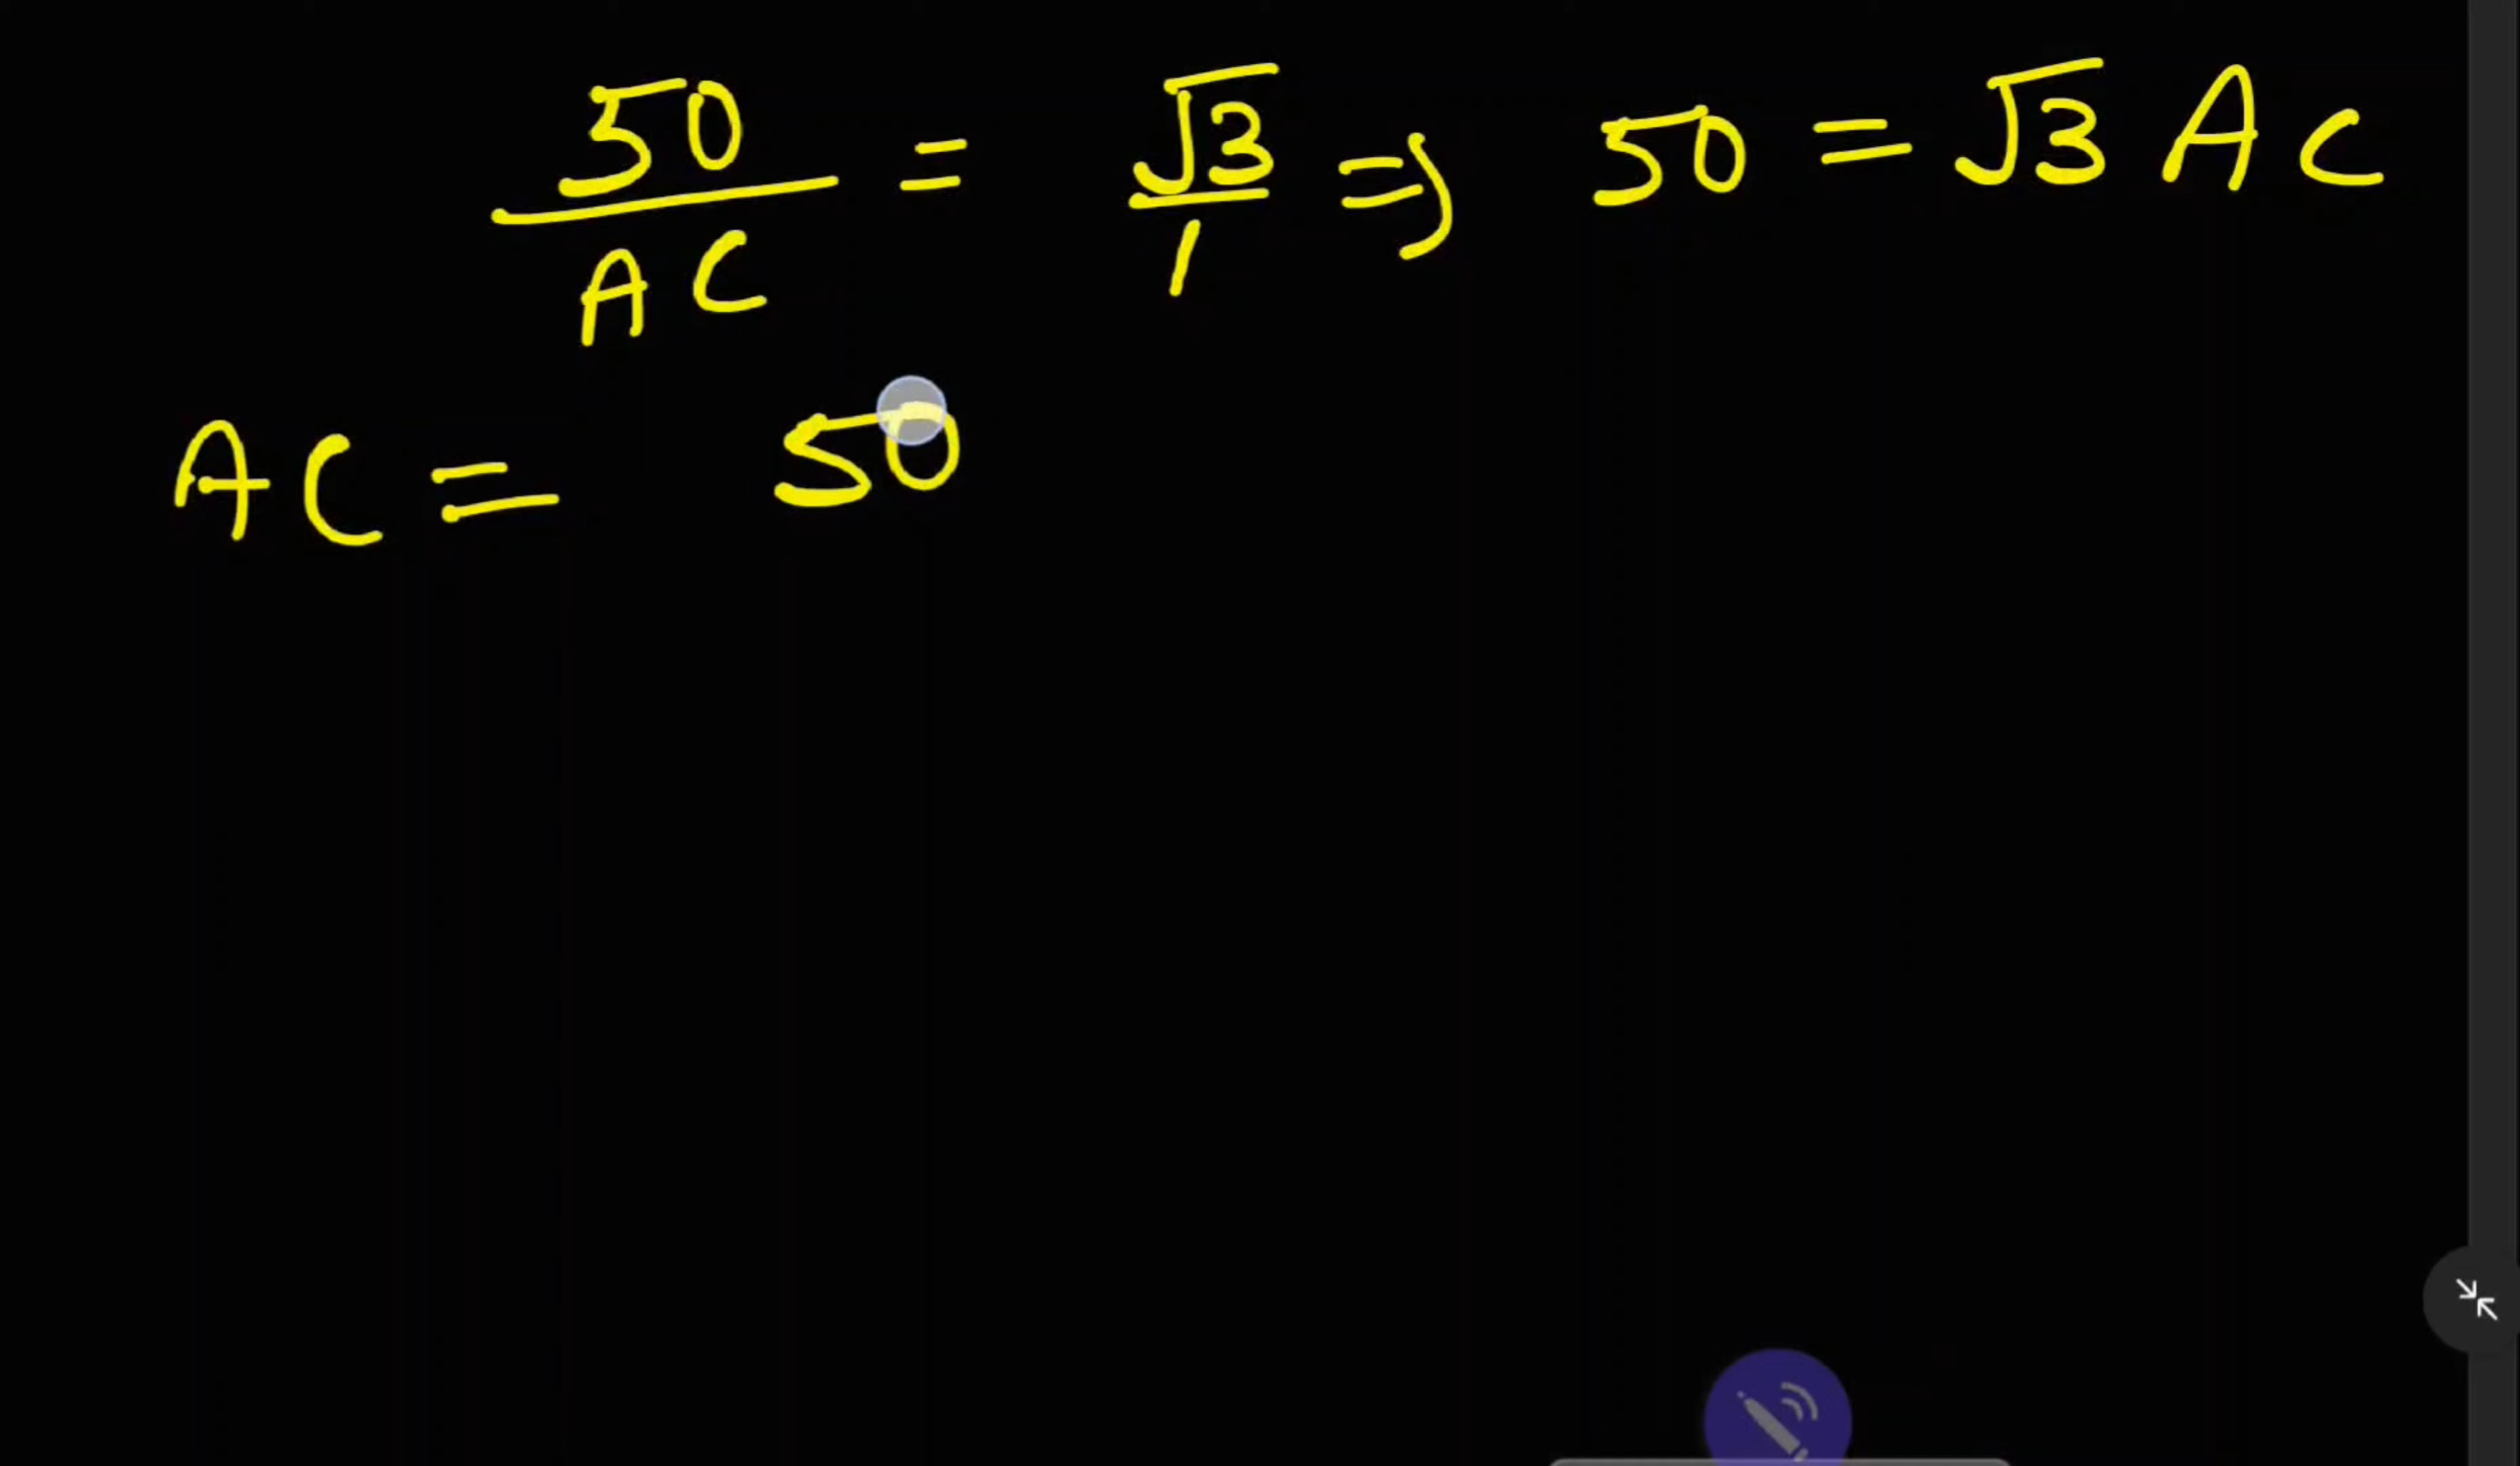 50/AC = √3/1 ⇒ 50 = √3 AC
AC = 50